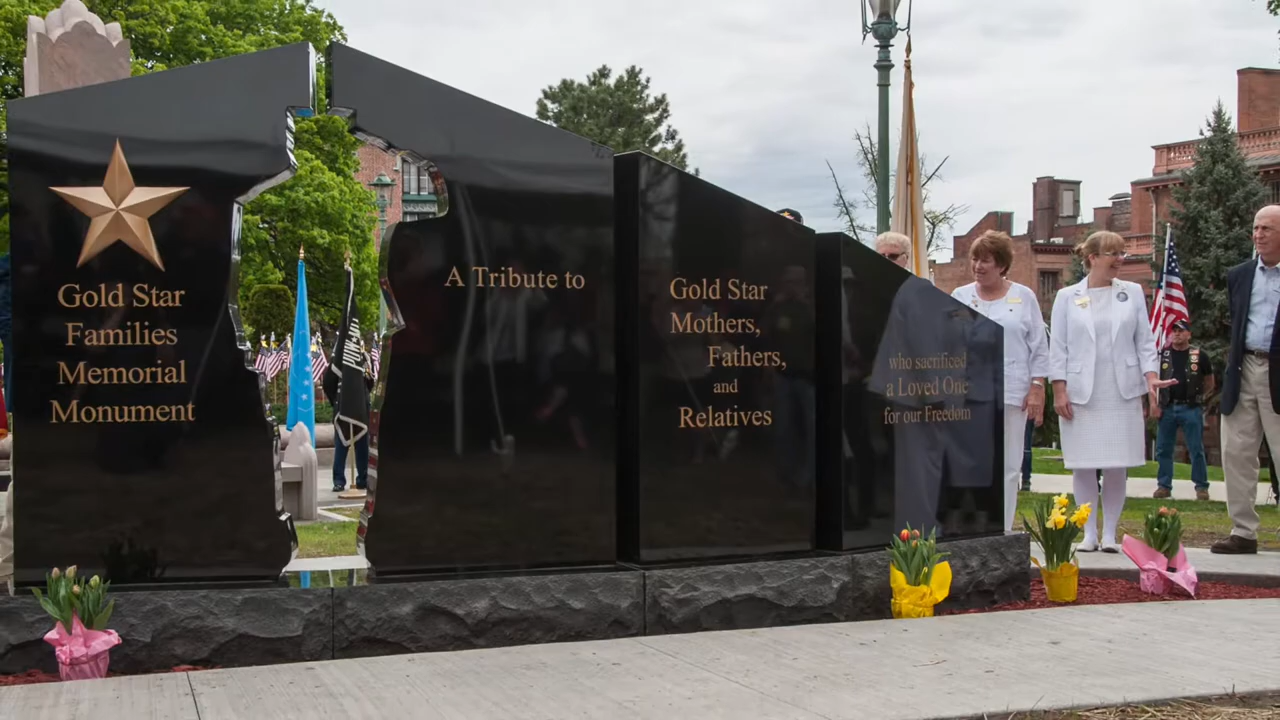 Gold Star
Families
Memorial
Monument
A Tribute to
Gold Star
Mothers,
Fathers,
and
Relatives
who sacrificed
a Loved One
for our Freedom